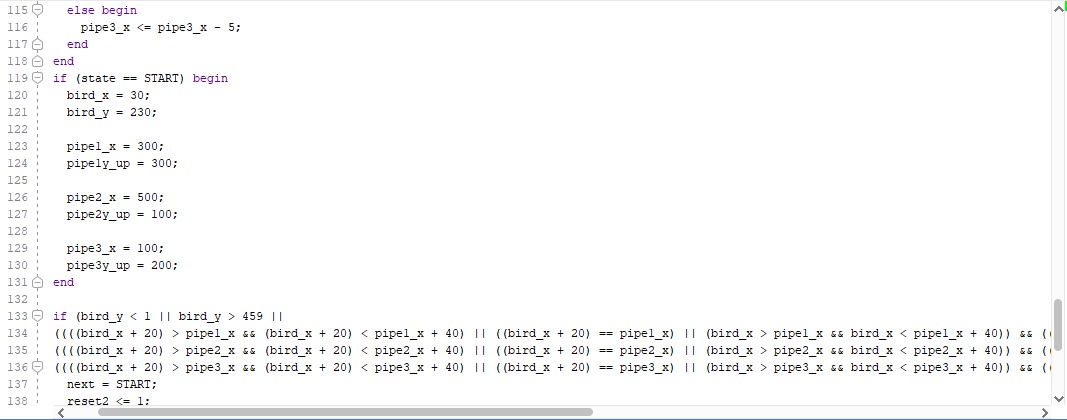 115 else begin
116 pipe3_x <= pipe3_x - 5;
117 end
118 end
119 if (state == START) begin
120 bird_x = 30;
121 bird_y = 230;
122
123 pipe1_x = 300;
124 pipe1y_up = 300;
125
126 pipe2_x = 500;
127 pipe2y_up = 100;
128
129 pipe3_x = 100;
130 pipe3y_up = 200;
131 end
132
133 if (bird_y < 1 || bird_y > 459 ||
134 ((((bird_x + 20) > pipe1_x && (bird_x + 20) < pipe1_x + 40) || ((bird_x + 20) == pipe1_x) || (bird_x > pipe1_x && bird_x < pipe1_x + 40)) && ((
135 ((((bird_x + 20) > pipe2_x && (bird_x + 20) < pipe2_x + 40) || ((bird_x + 20) == pipe2_x) || (bird_x > pipe2_x && bird_x < pipe2_x + 40)) && ((
136 ((((bird_x + 20) > pipe3_x && (bird_x + 20) < pipe3_x + 40) || ((bird_x + 20) == pipe3_x) || (bird_x > pipe3_x && bird_x < pipe3_x + 40)) && ((
137 next = START;
138 reset2 <= 1;